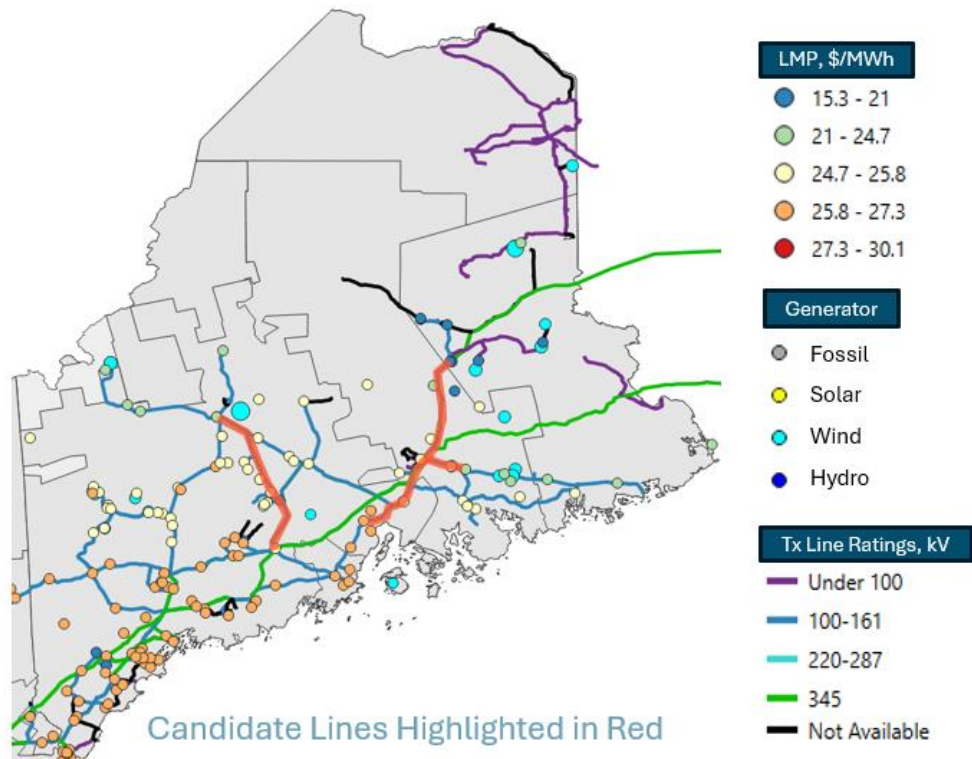 LMP, $/MWh
15.3 - 21
21 - 24.7
24.7 - 25.8
25.8 - 27.3
27.3 - 30.1
Generator
Fossil
Solar
Wind
Hydro
Tx Line Ratings, kV
Under 100
100-161
220-287
345
Not Available
Candidate Lines Highlighted in Red